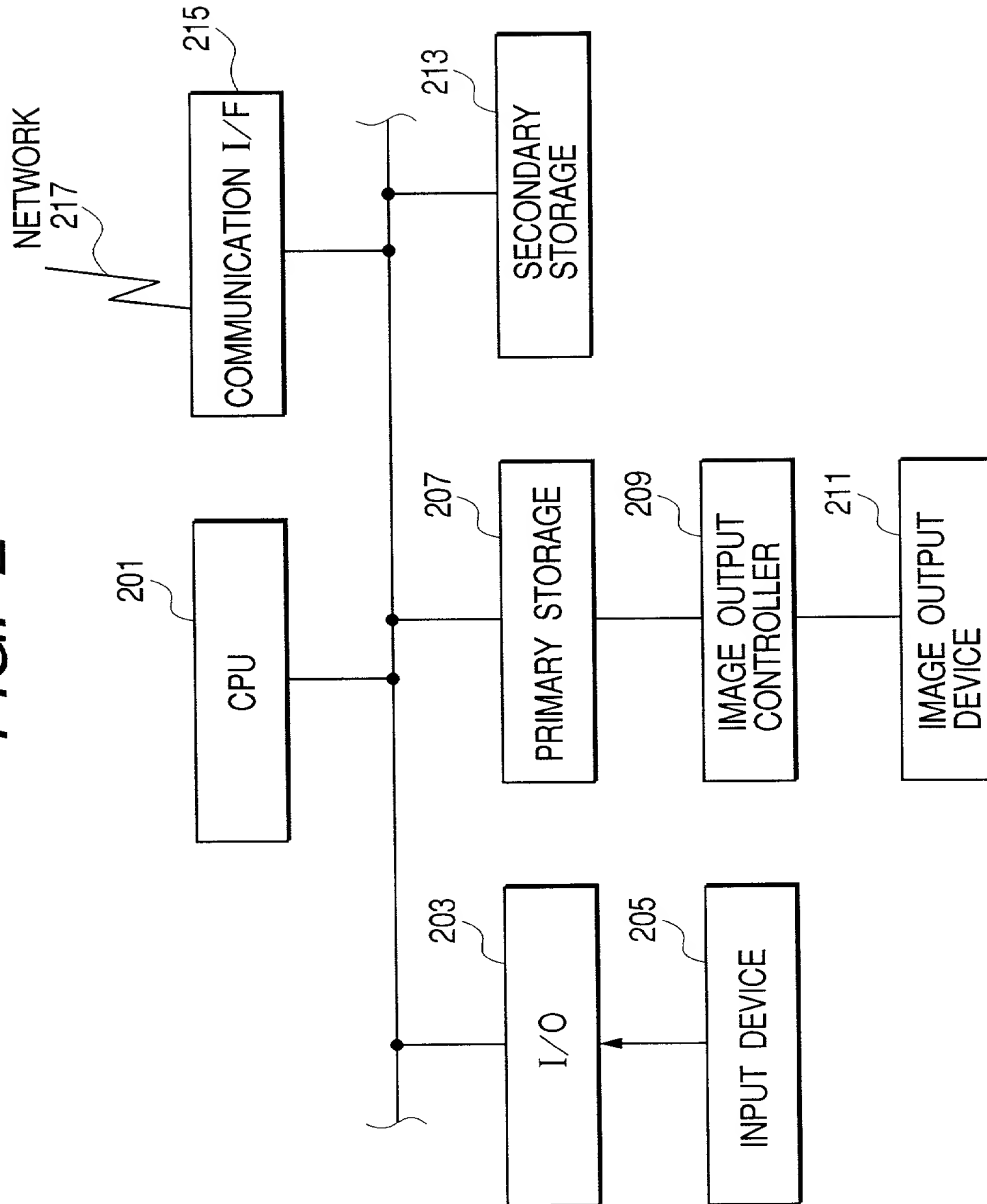 FIG. 2
NETWORK
217
201
CPU
215
COMMUNICATION I/F
203
I/O
207
PRIMARY STORAGE
213
SECONDARY
STORAGE
205
INPUT DEVICE
209
IMAGE OUTPUT
CONTROLLER
211
IMAGE OUTPUT
DEVICE